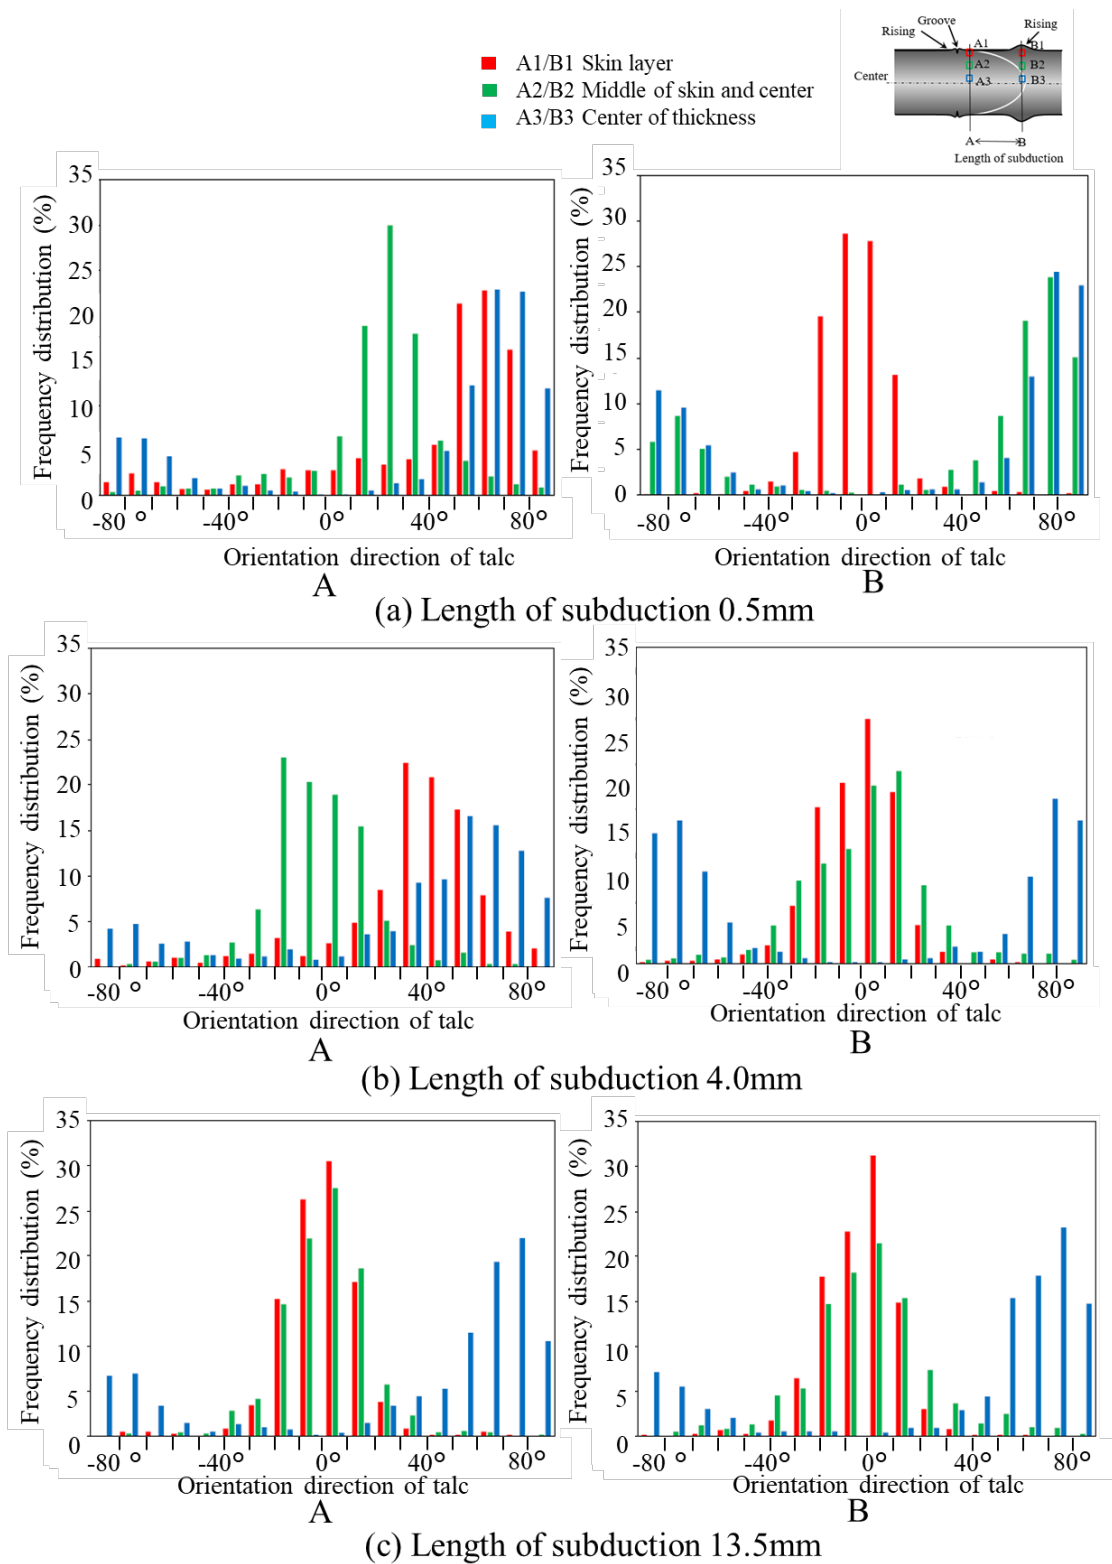 A1/B1 Skin layer
A2/B2 Middle of skin and center
A3/B3 Center of thickness
Rising
Groove
Rising
A1
B1
A2
B2
Center
A3
B3
A
B
Length of subduction
Frequency distribution (%)
35
30
25
20
15
10
5
0
-80 °
-40°
0°
40°
80°
Orientation direction of talc
A
Frequency distribution (%)
35
30
25
20
15
10
5
0
-80 °
-40°
0°
40°
80°
Orientation direction of talc
B
(a) Length of subduction 0.5mm
Frequency distribution (%)
35
30
25
20
15
10
5
0
-80 °
-40°
0°
40°
80°
Orientation direction of talc
A
Frequency distribution (%)
35
30
25
20
15
10
5
0
-80 °
-40°
0°
40°
80°
Orientation direction of talc
B
(b) Length of subduction 4.0mm
Frequency distribution (%)
35
30
25
20
15
10
5
0
-80 °
-40°
0°
40°
80°
Orientation direction of talc
A
Frequency distribution (%)
35
30
25
20
15
10
5
0
-80 °
-40°
0°
40°
80°
Orientation direction of talc
B
(c) Length of subduction 13.5mm